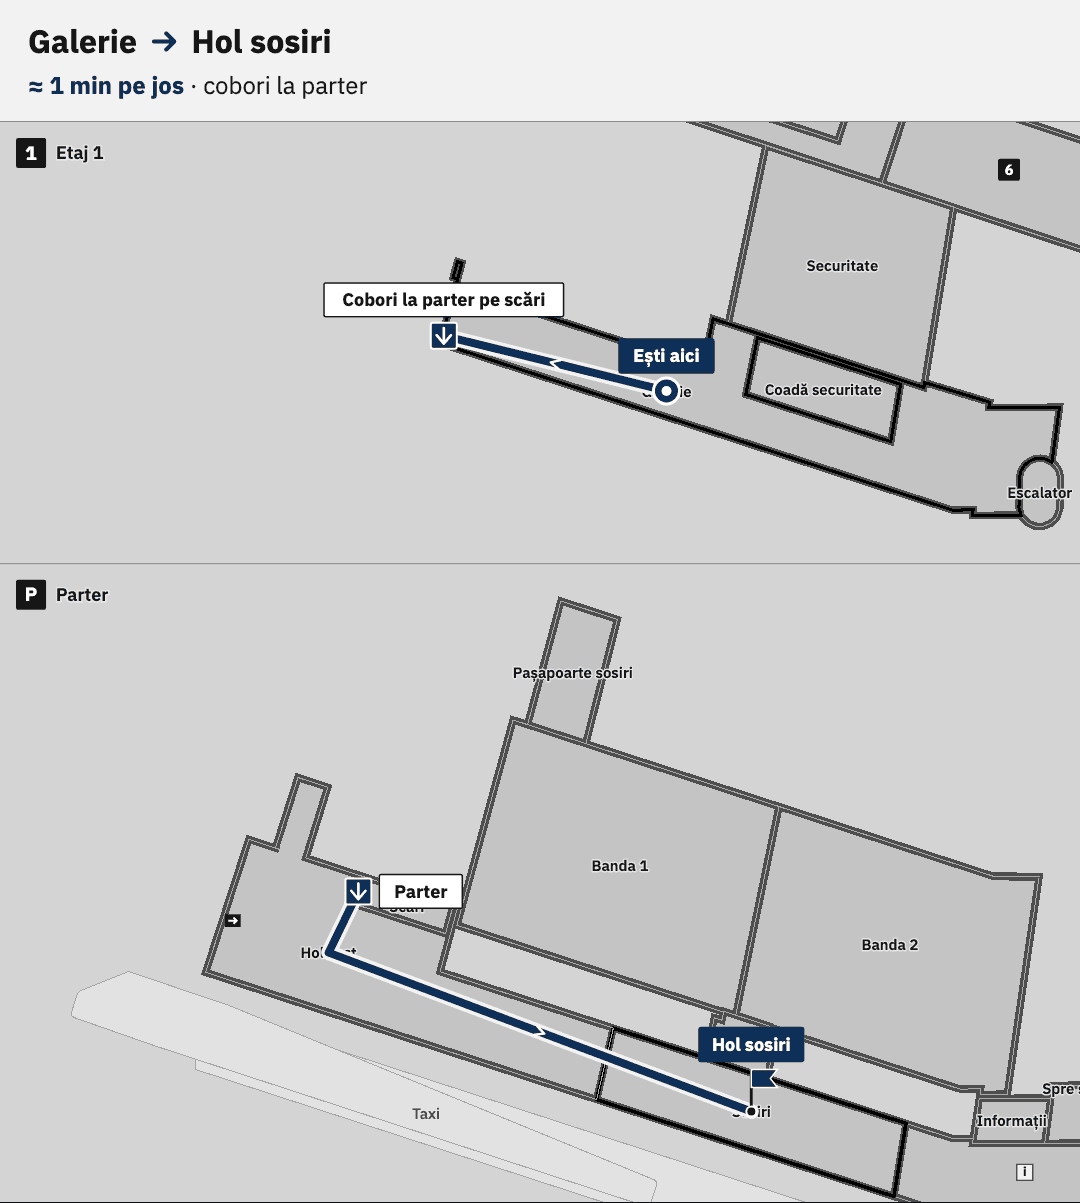 Galerie → Hol sosiri
≈ 1 min pe jos · cobori la parter
1 Etaj 1
6
Securitate
Cobori la parter pe scări
Ești aici
Coadă securitate
Escalator
P Parter
Pașapoarte sosiri
Banda 1
Parter
Banda 2
Hol sosiri
Spre
Taxi
Informații
i